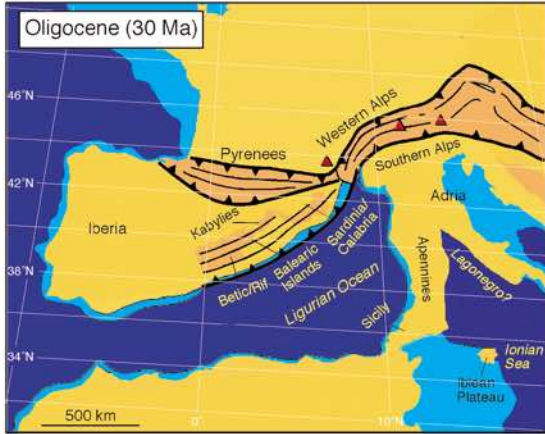 Oligocene (30 Ma)
46°N
Western Alps
Pyrenees
Southern Alps
42°N
Kabylies
Adria
Iberia
Sardinia/
Calabria
Balearic
Islands
Betic/Rif
38°N
Ligurian Ocean
Apennines
Lagonegro?
Sicily
34°N
Ionian
Sea
Iblean
Plateau
500 km
0°
10°N